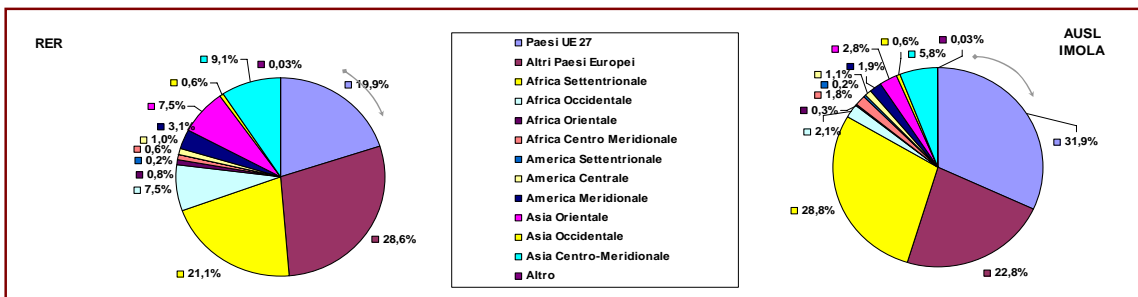 RER
9,1%
0,03%
0,6%
19,9%
7,5%
3,1%
1,0%
0,6%
0,2%
0,8%
7,5%
28,6%
21,1%
Paesi UE 27
Altri Paesi Europei
Africa Settentrionale
Africa Occidentale
Africa Orientale
Africa Centro Meridionale
America Settentrionale
America Centrale
America Meridionale
Asia Orientale
Asia Occidentale
Asia Centro-Meridionale
Altro
AUSL
IMOLA
0,6%
0,03%
2,8%
5,8%
1,9%
1,1%
0,2%
1,8%
0,3%
2,1%
31,9%
28,8%
22,8%